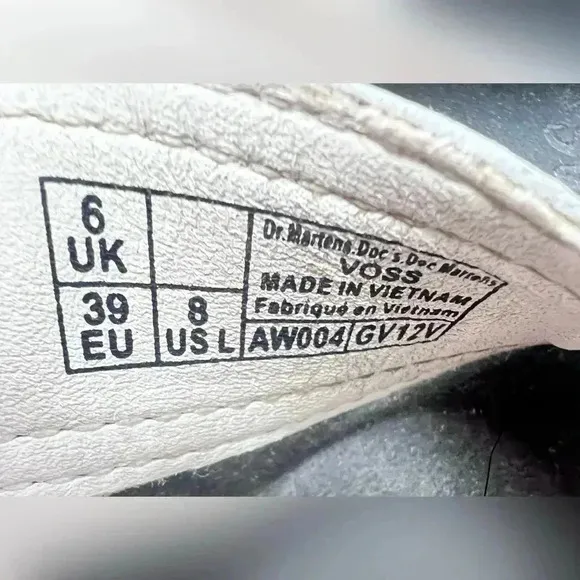 6
UK
39
EU
8
US L
Dr.Martens.Doc's.Doc Martens
VOSS
MADE IN VIETNAM
Fabriqué en Vietnam
AW004 GV12V